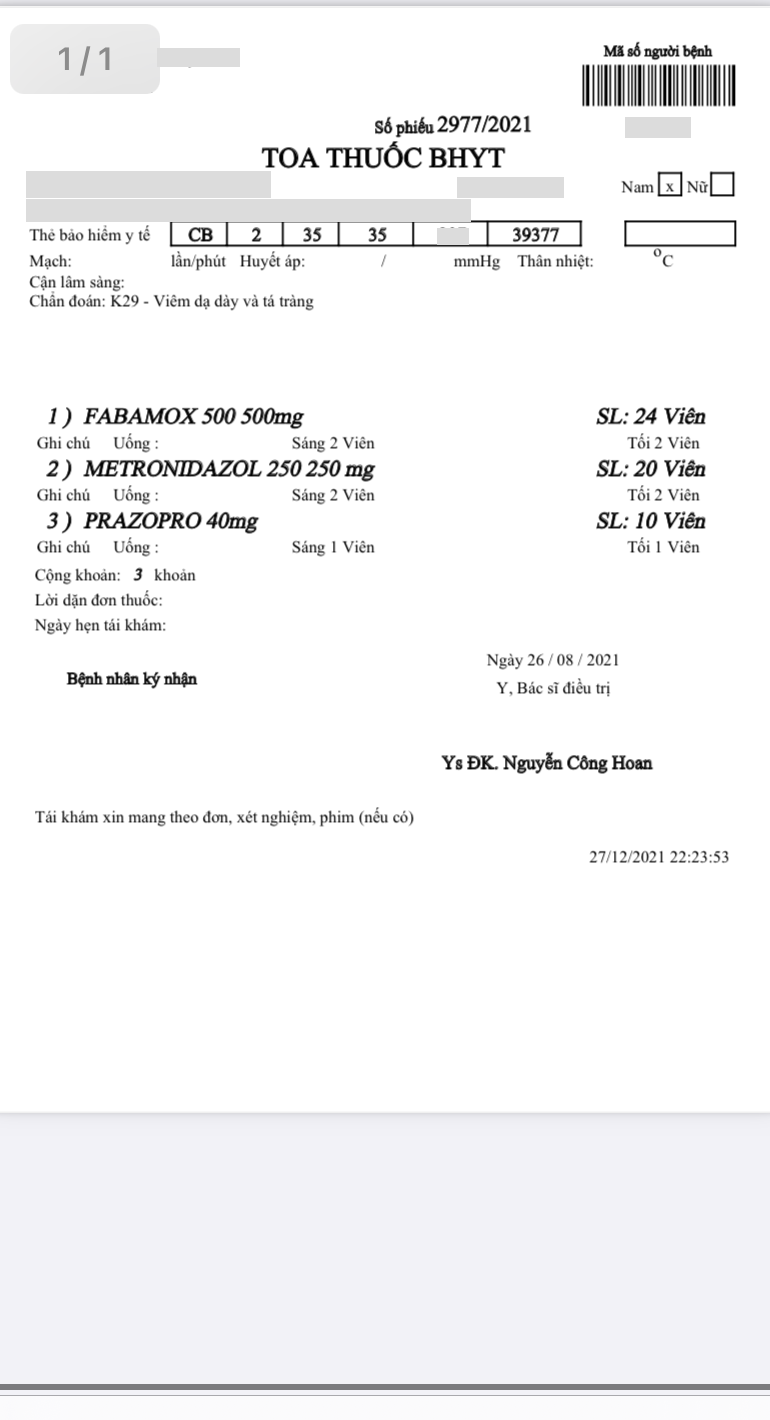 1/1
Mã số người bệnh
Số phiếu 2977/2021
TOA THUỐC BHYT
Nam x Nữ
Thẻ bảo hiểm y tế CB 2 35 35 39377
Mạch: lần/phút Huyết áp: / mmHg Thân nhiệt: °C
Cận lâm sàng:
Chẩn đoán: K29 - Viêm dạ dày và tá tràng
1 ) FABAMOX 500 500mg SL: 24 Viên
Ghi chú Uống : Sáng 2 Viên Tối 2 Viên
2 ) METRONIDAZOL 250 250 mg SL: 20 Viên
Ghi chú Uống : Sáng 2 Viên Tối 2 Viên
3 ) PRAZOPRO 40mg SL: 10 Viên
Ghi chú Uống : Sáng 1 Viên Tối 1 Viên
Cộng khoản: 3 khoản
Lời dặn đơn thuốc:
Ngày hẹn tái khám:
Ngày 26 / 08 / 2021
Bệnh nhân ký nhận
Y, Bác sĩ điều trị
Ys ĐK. Nguyễn Công Hoan
Tái khám xin mang theo đơn, xét nghiệm, phim (nếu có)
27/12/2021 22:23:53